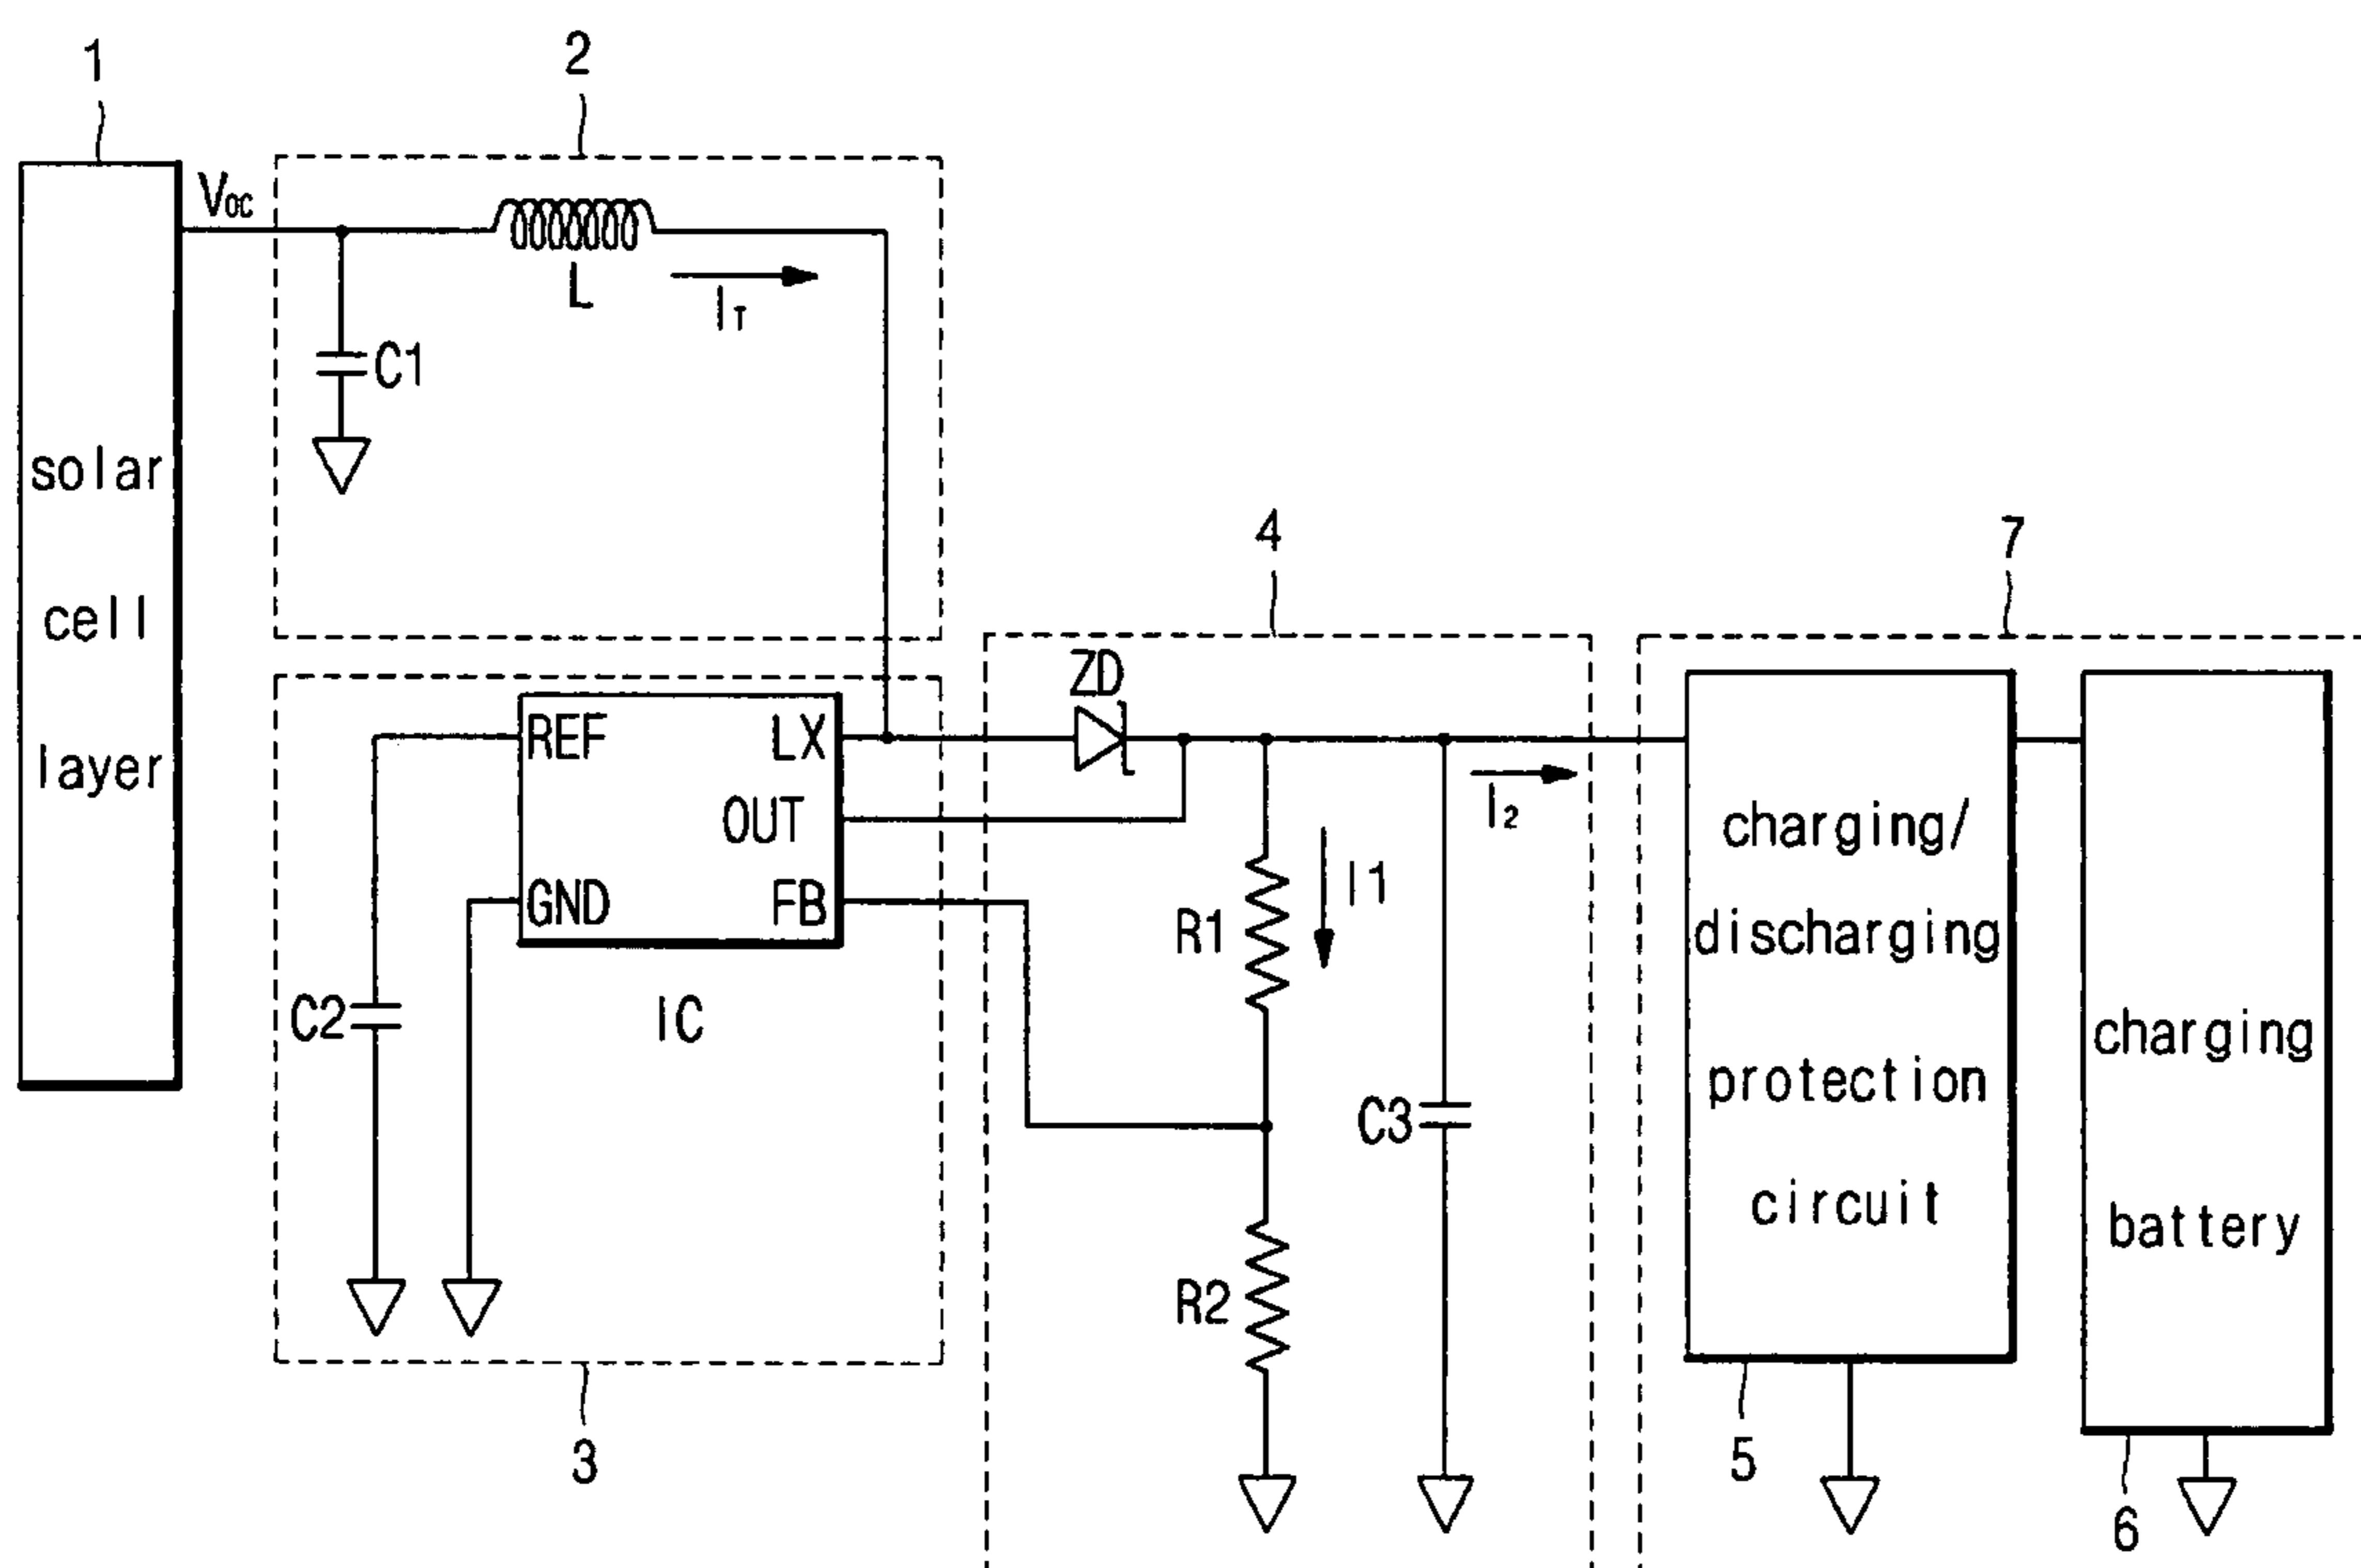 1
2
Voc
L
IT
C1
solar
cell
layer
4
7
ZD
REF
LX
OUT
GND
FB
I2
I1
R1
C2
IC
C3
R2
charging/
discharging
protection
circuit
charging
battery
3
5
6